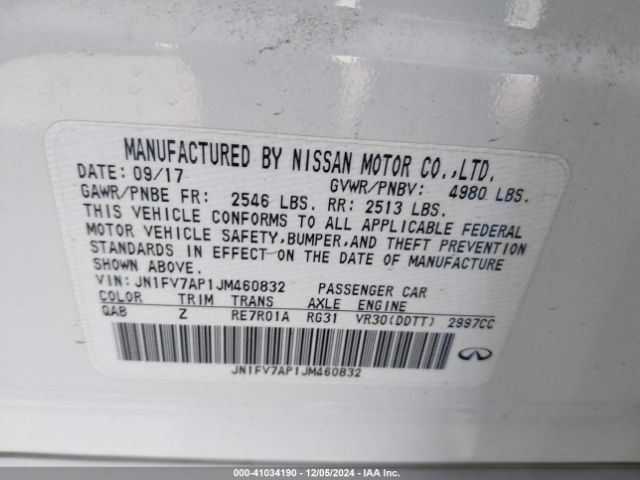 MANUFACTURED BY NISSAN MOTOR CO.,LTD.
DATE: 09/17 GVWR/PNBV: 4980 LBS.
GAWR/PNBE FR: 2546 LBS. RR: 2513 LBS.
THIS VEHICLE CONFORMS TO ALL APPLICABLE FEDERAL
MOTOR VEHICLE SAFETY,BUMPER,AND THEFT PREVENTION
STANDARDS IN EFFECT ON THE DATE OF MANUFACTURE
SHOWN ABOVE.
VIN: JN1FV7AP1JM460832 PASSENGER CAR
COLOR TRIM TRANS AXLE ENGINE
QAB Z RE7R01A RG31 VR30(DDTT) 2997CC
JN1FV7AP1JM460832
000-41034190 - 12/05/2024 - IAA Inc.